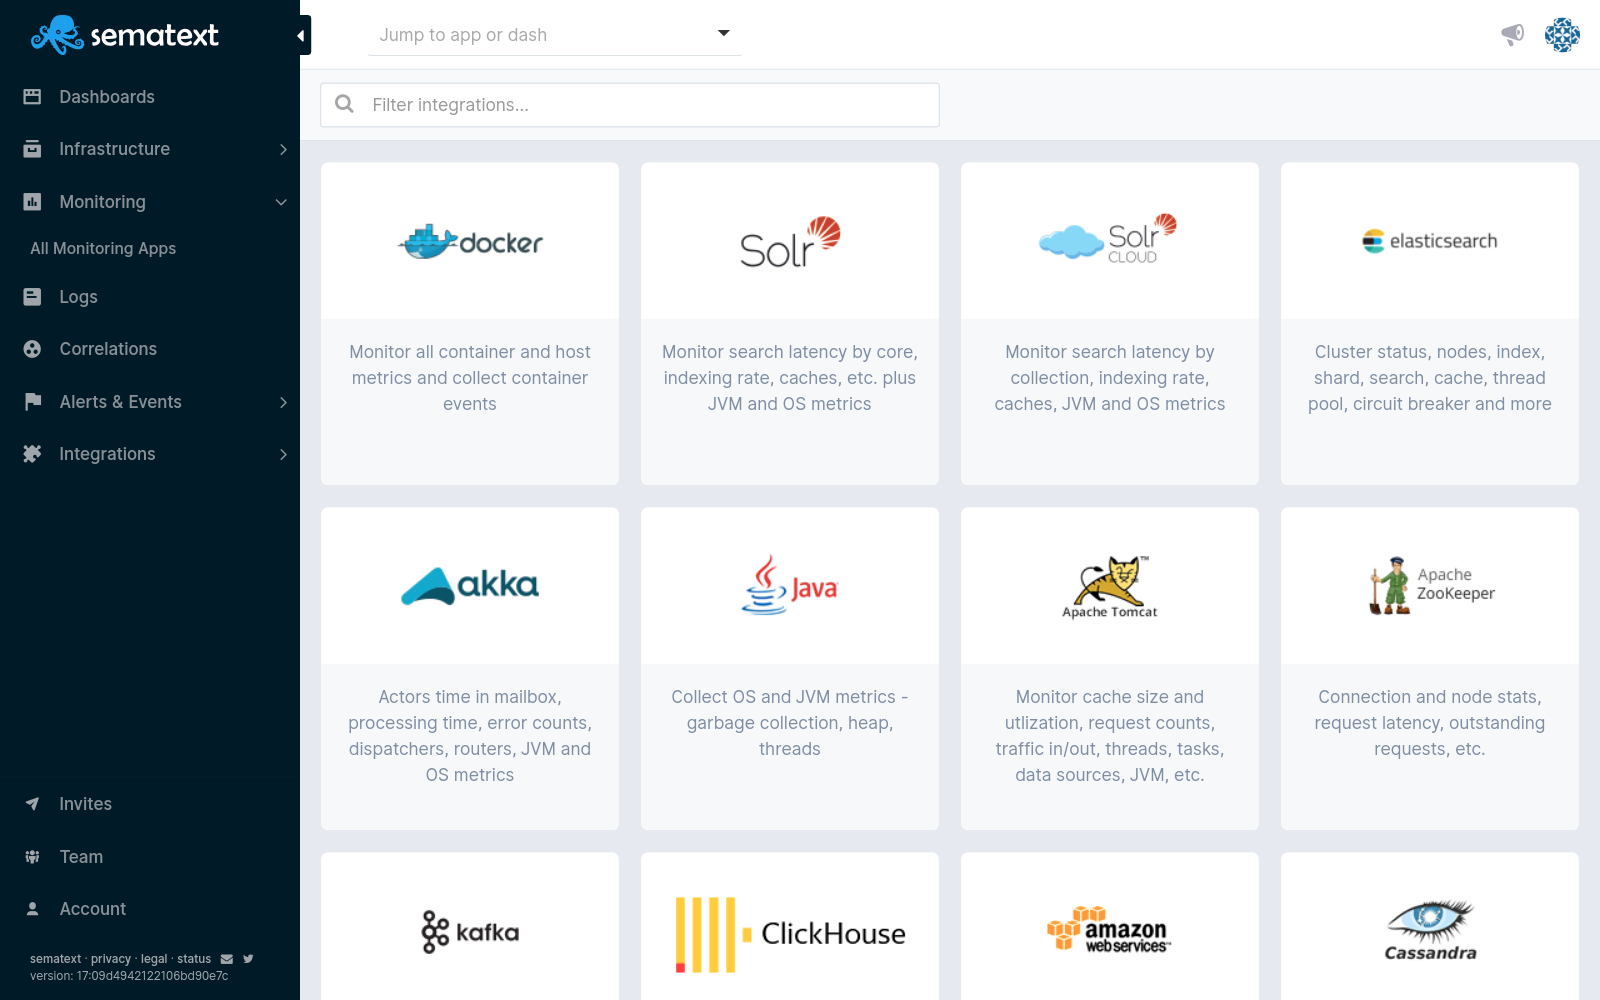 sematext
Jump to app or dash
Dashboards
Infrastructure
Monitoring
All Monitoring Apps
Logs
Correlations
Alerts & Events
Integrations
Invites
Team
Account
sematext · privacy · legal · status
version: 17:09d4942122106bd90e7c
Filter integrations...
docker
Monitor all container and host
metrics and collect container
events
Solr
Monitor search latency by core,
indexing rate, caches, etc. plus
JVM and OS metrics
Solr
CLOUD
Monitor search latency by
collection, indexing rate,
caches, JVM and OS metrics
elasticsearch
Cluster status, nodes, index,
shard, search, cache, thread
pool, circuit breaker and more
akka
Actors time in mailbox,
processing time, error counts,
dispatchers, routers, JVM and
OS metrics
Java
Collect OS and JVM metrics -
garbage collection, heap,
threads
TM
Apache Tomcat
Monitor cache size and
utlization, request counts,
traffic in/out, threads, tasks,
data sources, JVM, etc.
Apache
ZooKeeper
Connection and node stats,
request latency, outstanding
requests, etc.
kafka
ClickHouse
amazon
web services™
Cassandra